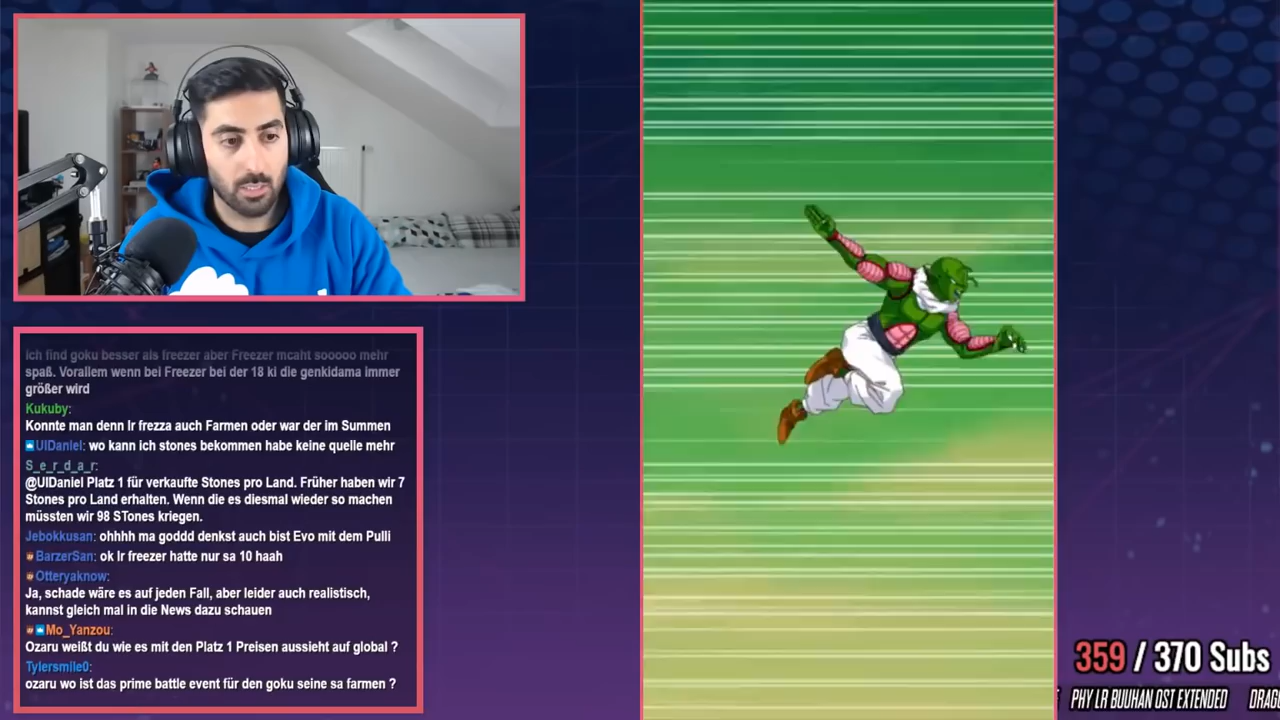 ich find goku besser als freezer aber Freezer mcaht sooooo mehr
spaß. Vorallem wenn bei Freezer bei der 18 ki die genkidama immer
größer wird
Kukuby:
Konnte man denn lr frezza auch Farmen oder war der im Summen
UlDaniel: wo kann ich stones bekommen habe keine quelle mehr
S_e_r_d_a_r:
@UlDaniel Platz 1 für verkaufte Stones pro Land. Früher haben wir 7
Stones pro Land erhalten. Wenn die es diesmal wieder so machen
müssten wir 98 STones kriegen.
Jebokkusan: ohhhh ma goddd denkst auch bist Evo mit dem Pulli
BarzerSan: ok lr freezer hatte nur sa 10 haah
Otteryaknow:
Ja, schade wäre es auf jeden Fall, aber leider auch realistisch,
kannst gleich mal in die News dazu schauen
Mo_Yanzou:
Ozaru weißt du wie es mit den Platz 1 Preisen aussieht auf global ?
Tylersmile0:
ozaru wo ist das prime battle event für den goku seine sa farmen ?
359 / 370 Subs
PHY LR BUUHAN OST EXTENDED DRAG